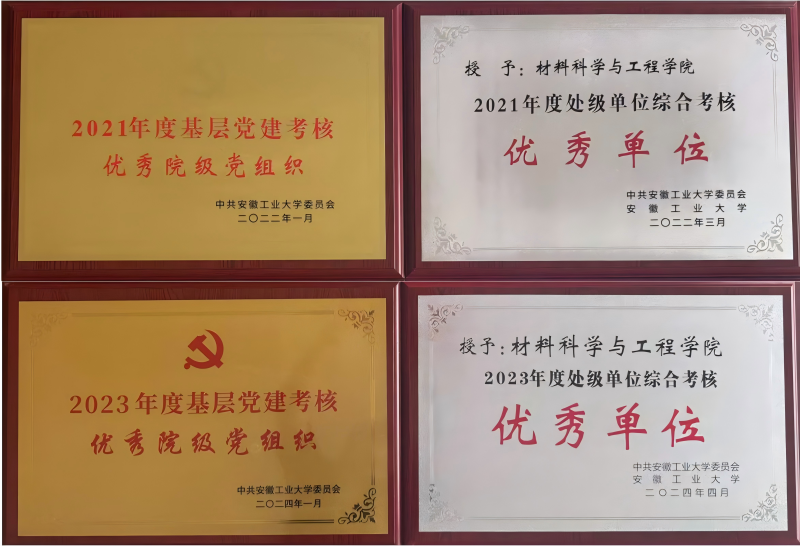 2021年度基层党建考核
优秀院级党组织
中共安徽工业大学委员会
二〇二二年一月
授 予：材料科学与工程学院
2021年度处级单位综合考核
优秀单位
中共安徽工业大学委员会
安徽工业大学
二〇二二年三月
2023年度基层党建考核
优秀院级党组织
中共安徽工业大学委员会
二〇二四年一月
授予：材料科学与工程学院
2023年度处级单位综合考核
优秀单位
中共安徽工业大学委员会
安徽工业大学
二〇二四年四月